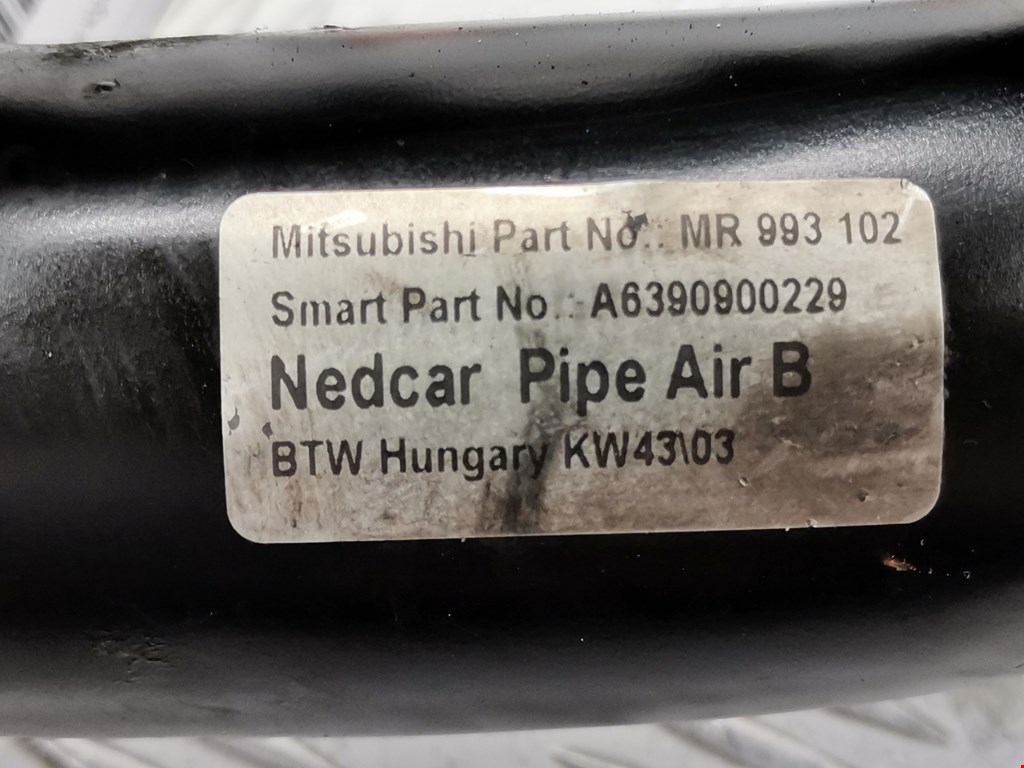 Mitsubishi Part No.: MR 993 102
Smart Part No.: A6390900229
Nedcar Pipe Air B
BTW Hungary KW43\03